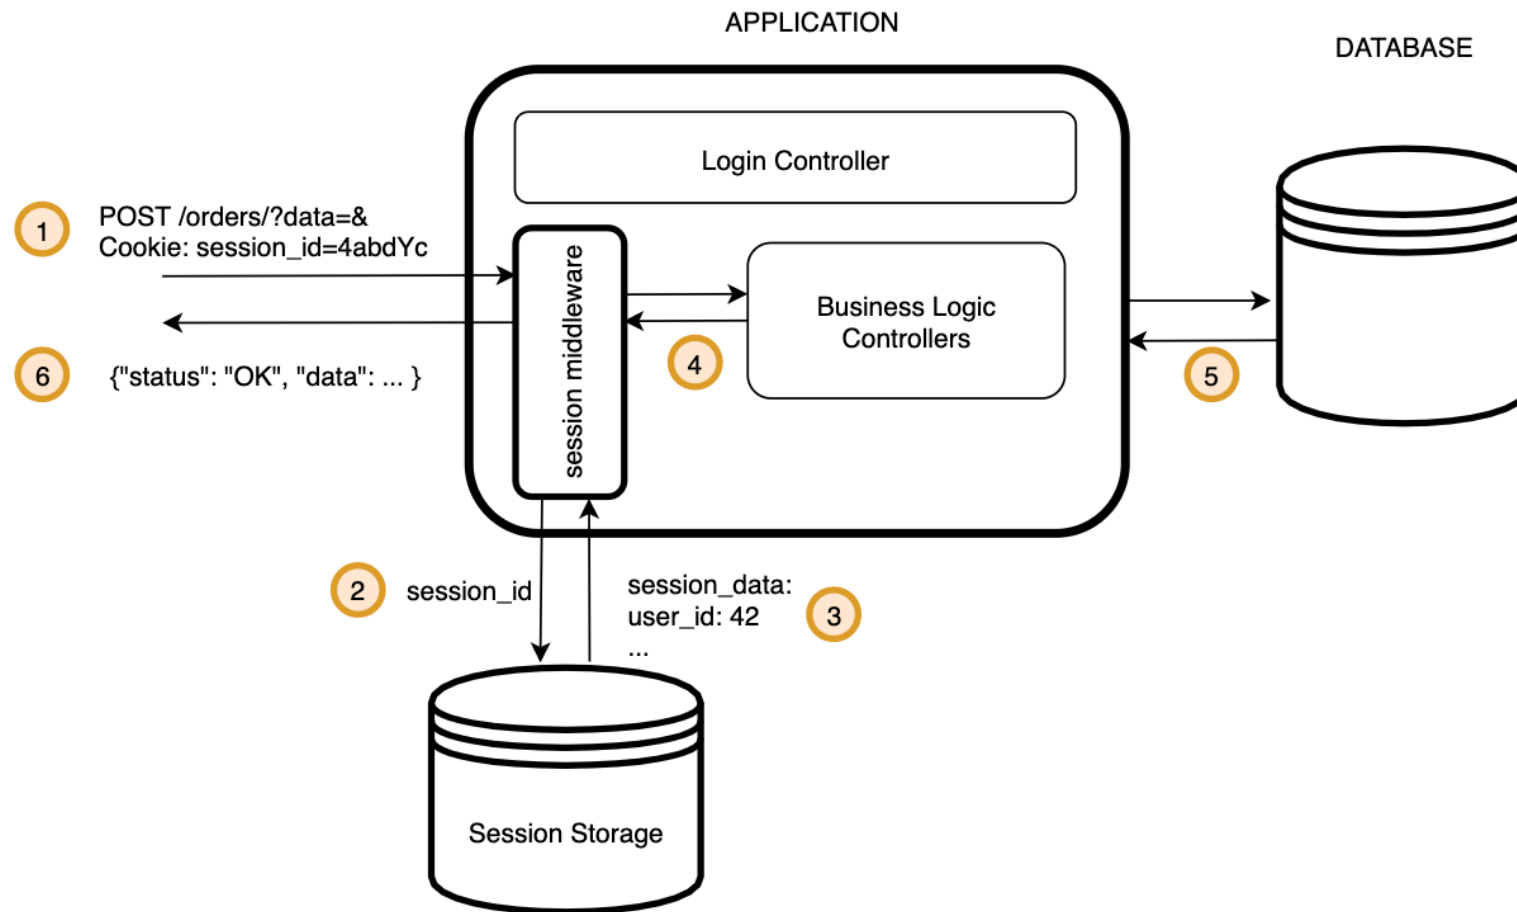 APPLICATION
DATABASE
Login Controller
1
POST /orders/?data=&
Cookie: session_id=4abdYc
session middleware
Business Logic
Controllers
4
5
6
{"status": "OK", "data": ... }
2
session_id
session_data:
user_id: 42
...
3
Session Storage